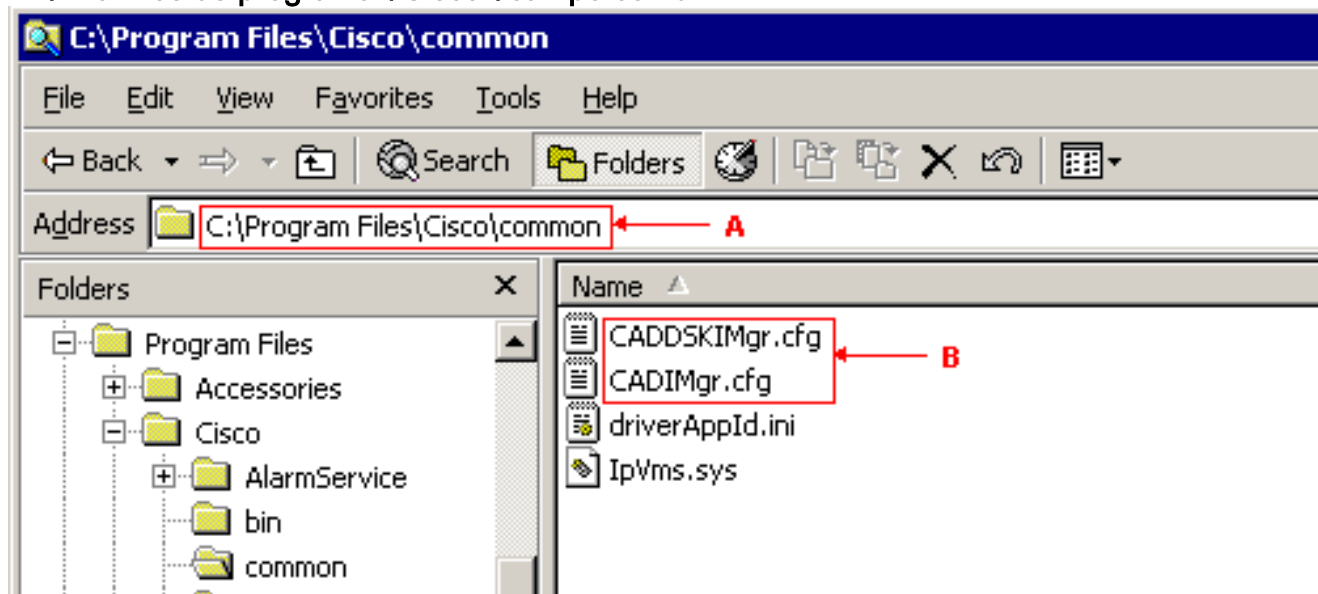 C:\Program Files\Cisco\common
File Edit View Favorites Tools Help
Back Search Folders
Address C:\Program Files\Cisco\common A
Folders
Name
Program Files
Accessories
Cisco
AlarmService
bin
common
CADDSKIMgr.cfg
CADIMgr.cfg
B
driverAppId.ini
IpVms.sys